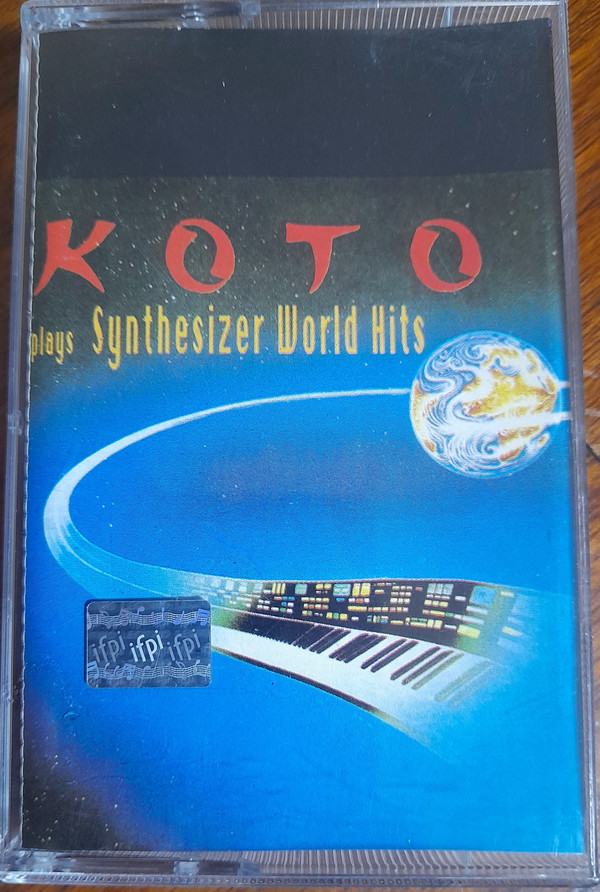 KOTO
plays Synthesizer World Hits
ifpi ifpi ifpi